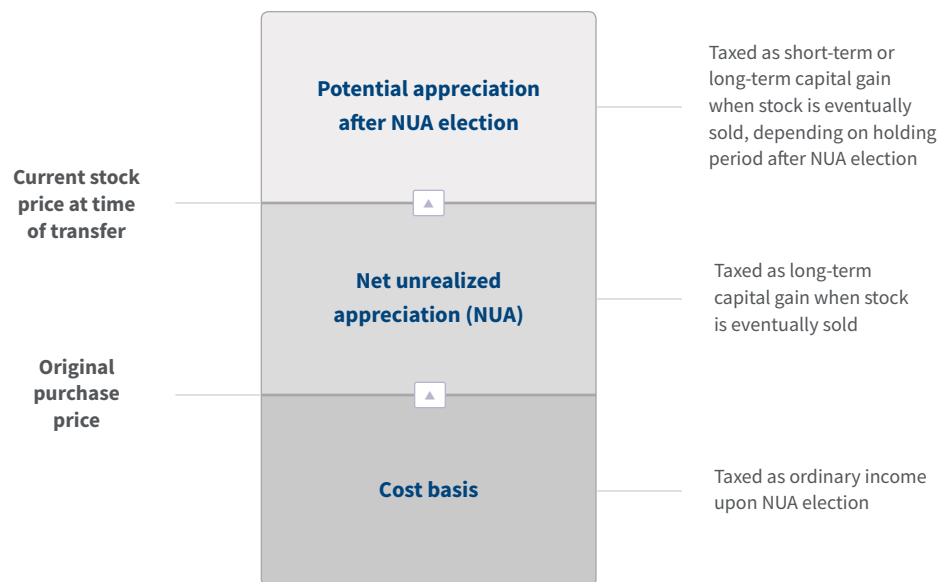 Potential appreciation
after NUA election
Taxed as short-term or
long-term capital gain
when stock is eventually
sold, depending on holding
period after NUA election
Current stock
price at time
of transfer
Net unrealized
appreciation (NUA)
Taxed as long-term
capital gain when stock
is eventually sold
Original
purchase
price
Cost basis
Taxed as ordinary income
upon NUA election